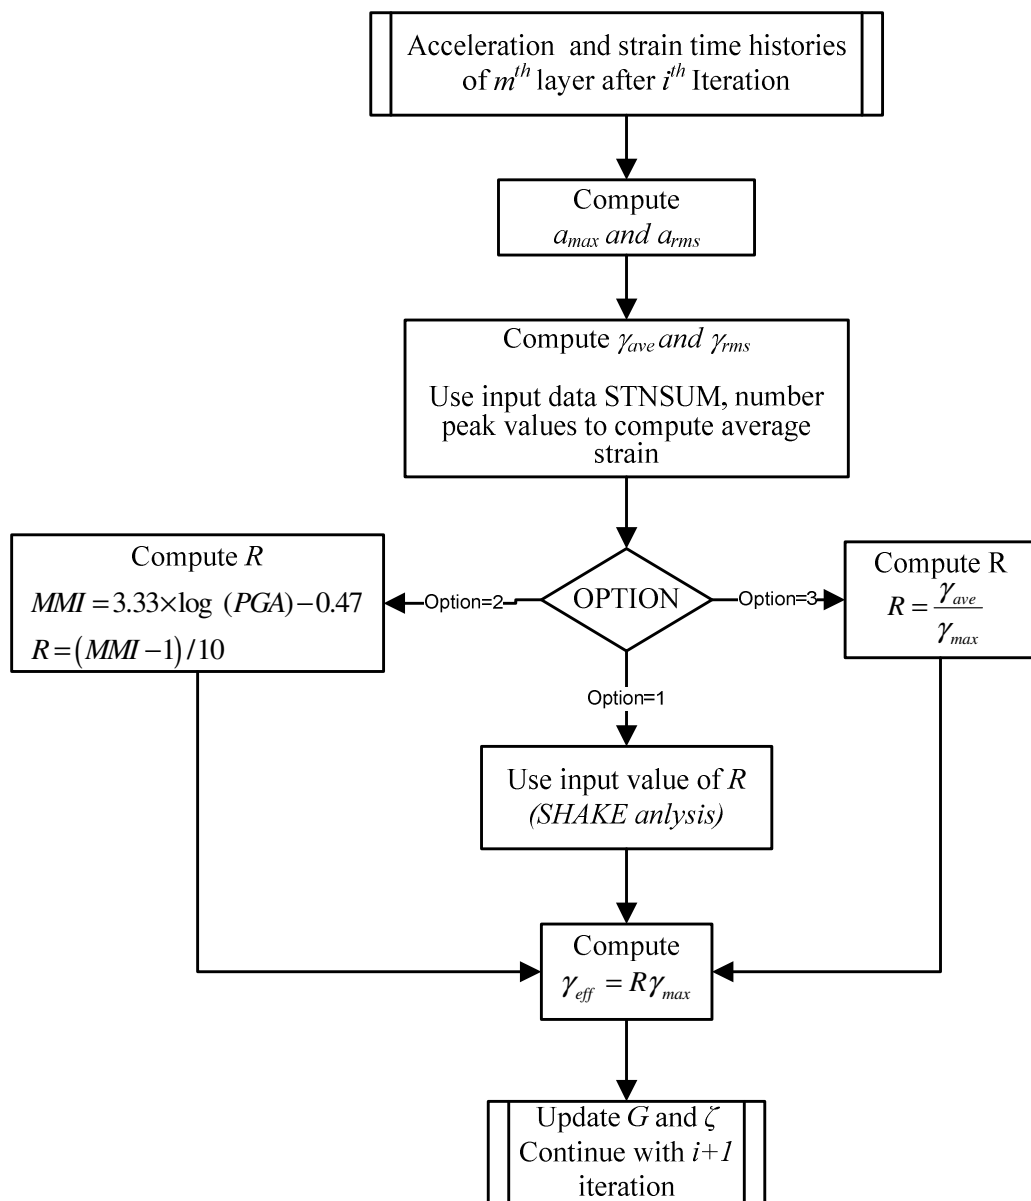 Acceleration and strain time histories
of m^th layer after i^th Iteration
Compute
a_max and a_rms
Compute γ_ave and γ_rms
Use input data STNSUM, number
peak values to compute average
strain
Compute R
MMI = 3.33×log (PGA) − 0.47
R = (MMI − 1) / 10
Option=2
OPTION
Option=3
Compute R
R = γ_ave / γ_max
Option=1
Use input value of R
(SHAKE anlysis)
Compute
γ_eff = Rγ_max
Update G and ζ
Continue with i+1
iteration